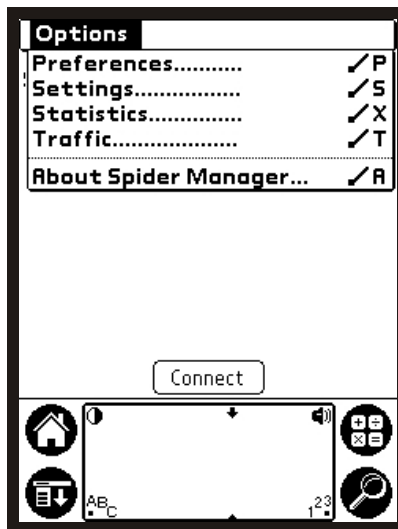 Options
Preferences........... /P
Settings................. /S
Statistics............... /X
Traffic.................... /T
About Spider Manager... /A
Connect
ABC
123